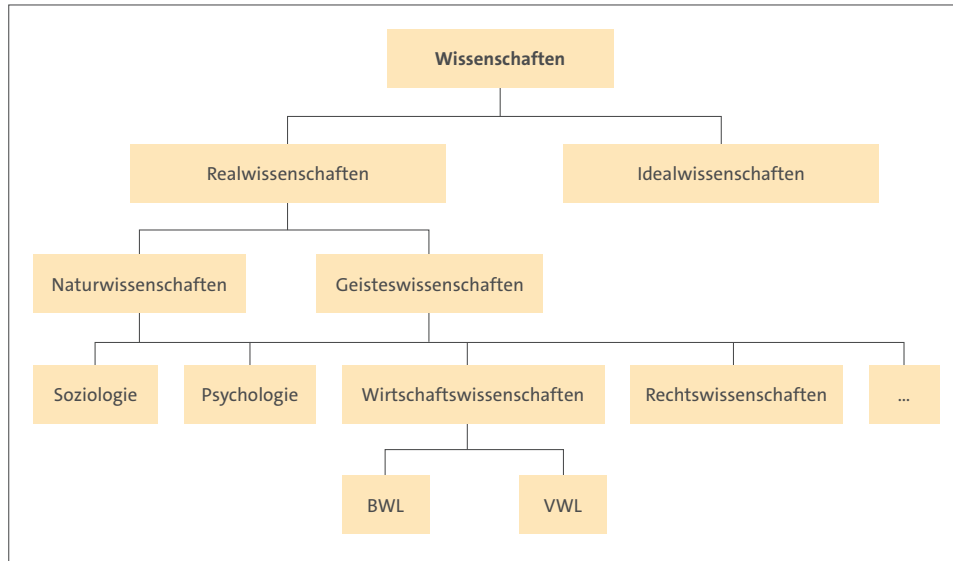 Wissenschaften
Realwissenschaften
Idealwissenschaften
Naturwissenschaften
Geisteswissenschaften
Soziologie
Psychologie
Wirtschaftswissenschaften
Rechtswissenschaften
...
BWL
VWL